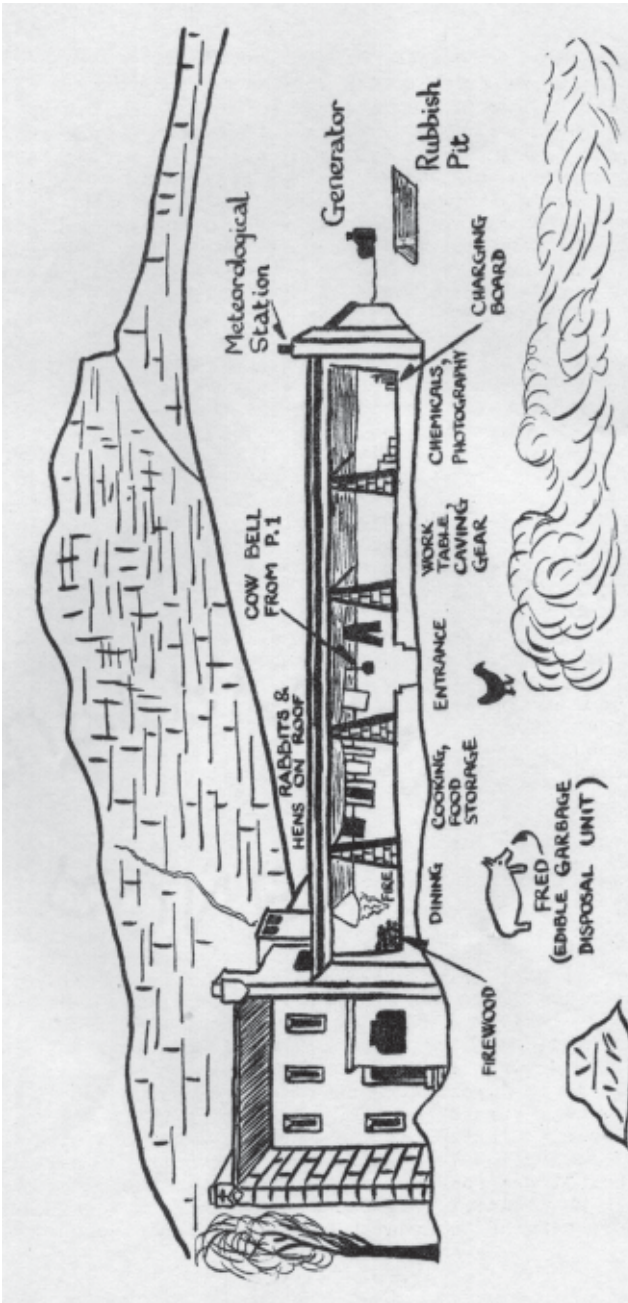 Meteorological
Station
Generator
Rubbish
Pit
COW BELL
FROM P.1
RABBITS &
HENS ON ROOF
FIRE
CHARGING
BOARD
CHEMICALS,
PHOTOGRAPHY
WORK
TABLE,
CAVING
GEAR
ENTRANCE
COOKING,
FOOD
STORAGE
DINING
FIREWOOD
FRED
(EDIBLE GARBAGE
DISPOSAL UNIT)